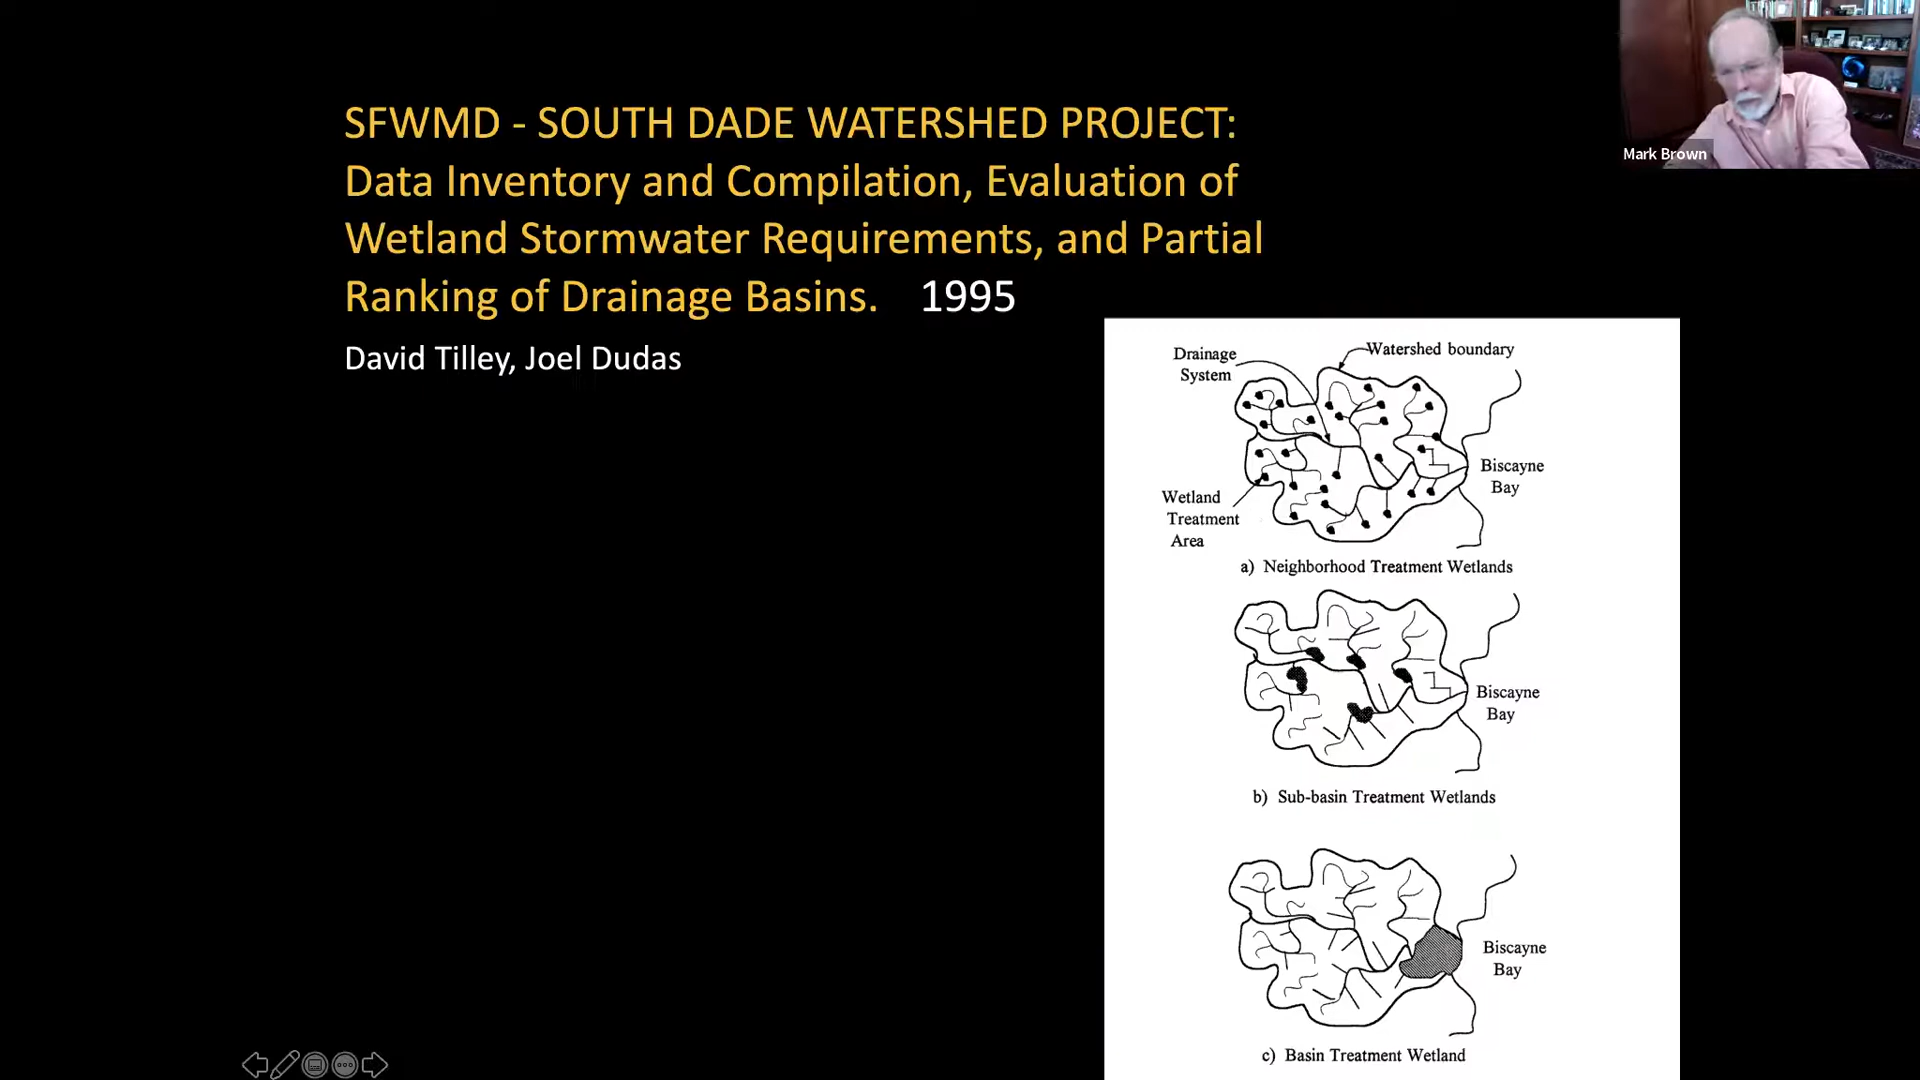 SFWMD - SOUTH DADE WATERSHED PROJECT:
Data Inventory and Compilation, Evaluation of
Wetland Stormwater Requirements, and Partial
Ranking of Drainage Basins. 1995
David Tilley, Joel Dudas
Mark Brown
Drainage
System
Watershed boundary
Biscayne
Bay
Wetland
Treatment
Area
a) Neighborhood Treatment Wetlands
Biscayne
Bay
b) Sub-basin Treatment Wetlands
Biscayne
Bay
c) Basin Treatment Wetland